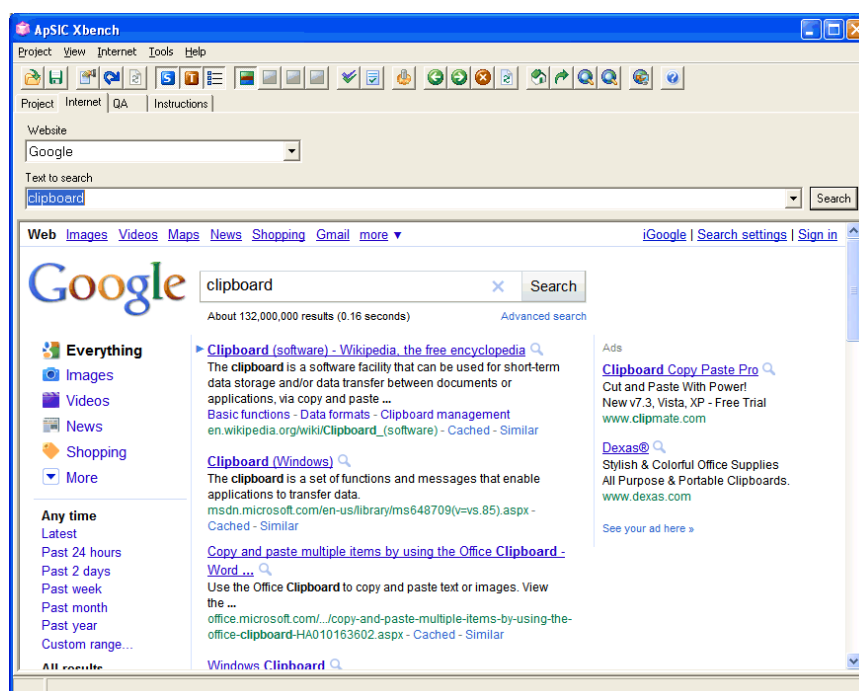 ApSIC Xbench
Project View Internet Tools Help
Project Internet QA Instructions
Website
Google
Text to search
clipboard
Search
Web Images Videos Maps News Shopping Gmail more ▼ iGoogle | Search settings | Sign in
Google clipboard Search
About 132,000,000 results (0.16 seconds) Advanced search
Everything
Images
Videos
News
Shopping
More
Any time
Latest
Past 24 hours
Past 2 days
Past week
Past month
Past year
Custom range...
All results
Clipboard (software) - Wikipedia, the free encyclopedia
The clipboard is a software facility that can be used for short-term
data storage and/or data transfer between documents or
applications, via copy and paste ...
Basic functions - Data formats - Clipboard management
en.wikipedia.org/wiki/Clipboard_(software) - Cached - Similar
Clipboard (Windows)
The clipboard is a set of functions and messages that enable
applications to transfer data.
msdn.microsoft.com/en-us/library/ms648709(v=vs.85).aspx -
Cached - Similar
Copy and paste multiple items by using the Office Clipboard -
Word ...
Use the Office Clipboard to copy and paste text or images. View
the ...
office.microsoft.com/.../copy-and-paste-multiple-items-by-using-the-
office-clipboard-HA010163602.aspx - Cached - Similar
Windows Clipboard
Ads
Clipboard Copy Paste Pro
Cut and Paste With Power!
New v7.3, Vista, XP - Free Trial
www.clipmate.com
Dexas®
Stylish & Colorful Office Supplies
All Purpose & Portable Clipboards.
www.dexas.com
See your ad here »